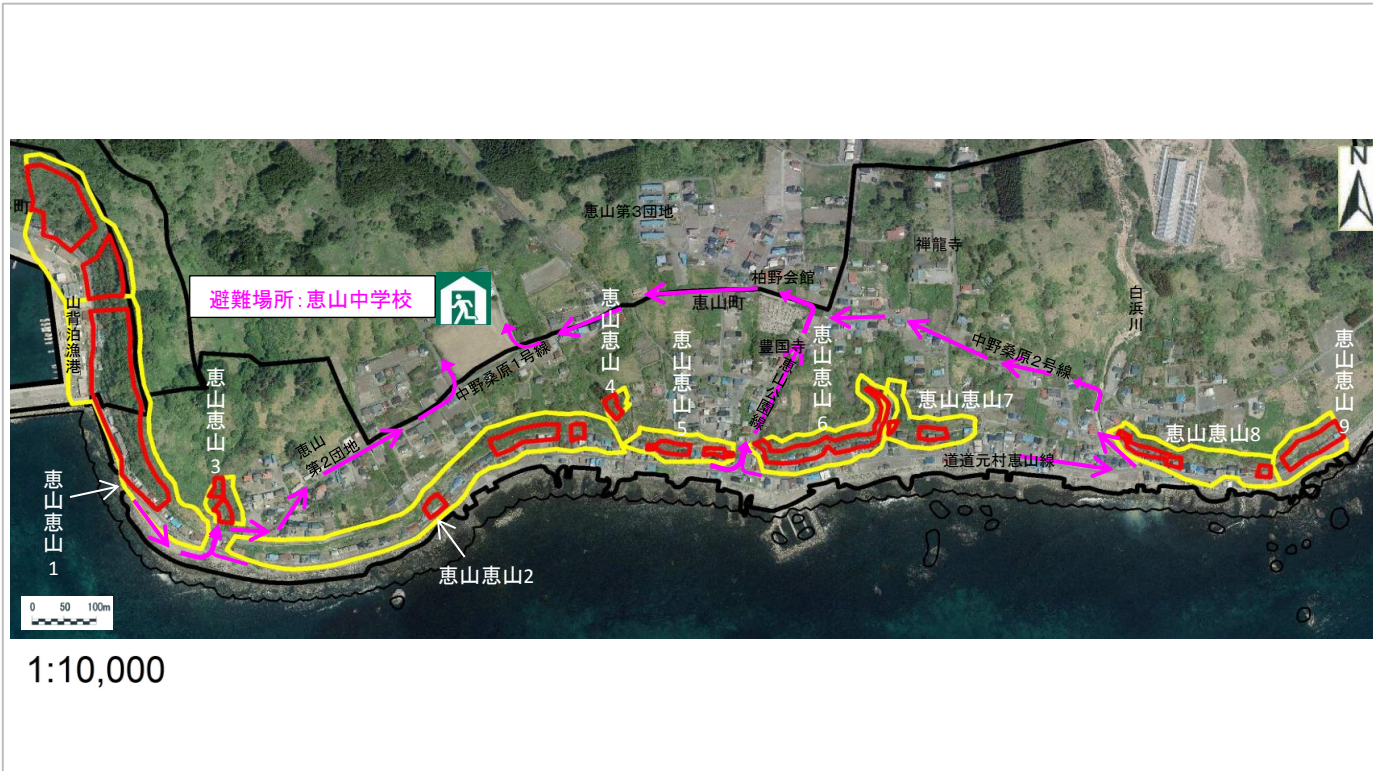 N
恵山第3団地
禅龍寺
町
柏野会館
避難場所:恵山中学校
恵山町
白浜川
山背泊漁港
恵山恵山4
恵山恵山5
豊国寺
恵山恵山6
中野桑原2号線
恵山恵山9
中野桑原1号線
恵山公園線
恵山恵山3
恵山恵山7
恵山
第2団地
恵山恵山8
道道元村恵山線
恵山恵山1
恵山恵山2
0 50 100m
1:10,000